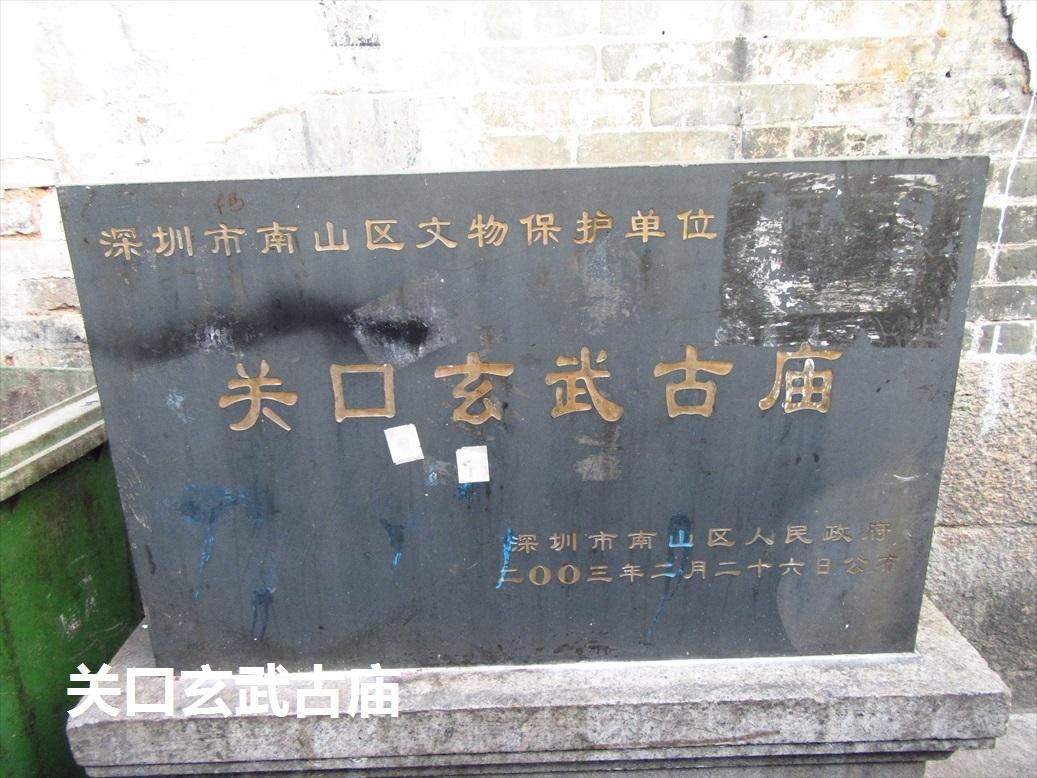 深圳市南山区文物保护单位
关口玄武古庙
深圳市南山区人民政府
二00三年二月二十六日公布
关口玄武古庙